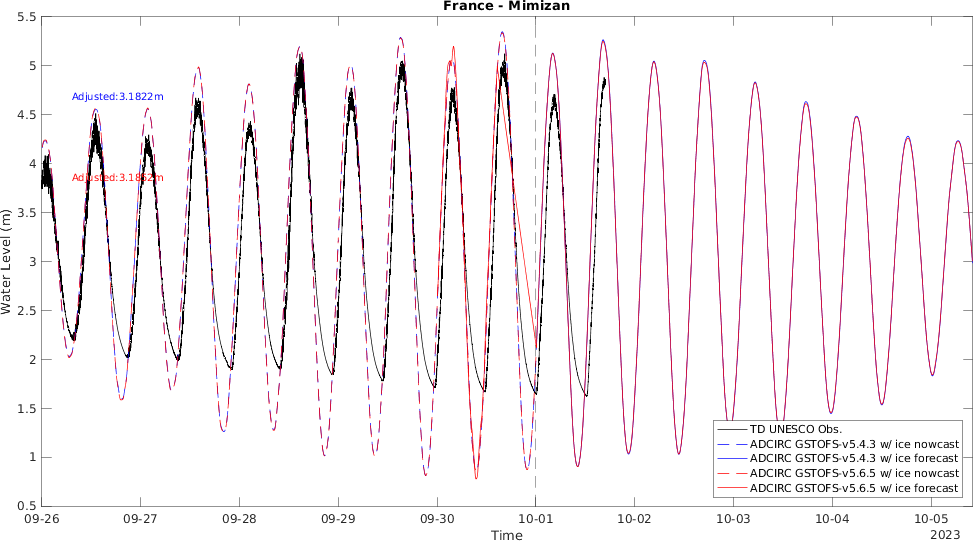 France - Mimizan
5.5
5
4.5
4
3.5
3
2.5
2
1.5
1
0.5
Water Level (m)
Adjusted:3.1822m
Adjusted:3.1852m
TD UNESCO Obs.
ADCIRC GSTOFS-v5.4.3 w/ ice nowcast
ADCIRC GSTOFS-v5.4.3 w/ ice forecast
ADCIRC GSTOFS-v5.6.5 w/ ice nowcast
ADCIRC GSTOFS-v5.6.5 w/ ice forecast
09-26 09-27 09-28 09-29 09-30 10-01 10-02 10-03 10-04 10-05
Time
2023